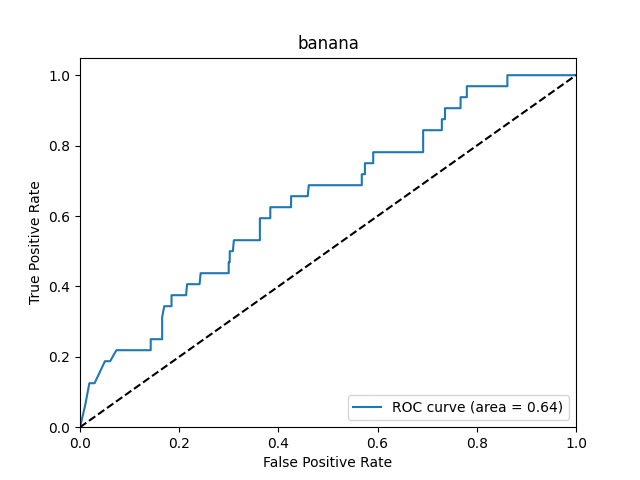 banana
True Positive Rate
1.0
0.8
0.6
0.4
0.2
0.0
0.0 0.2 0.4 0.6 0.8 1.0
False Positive Rate
ROC curve (area = 0.64)